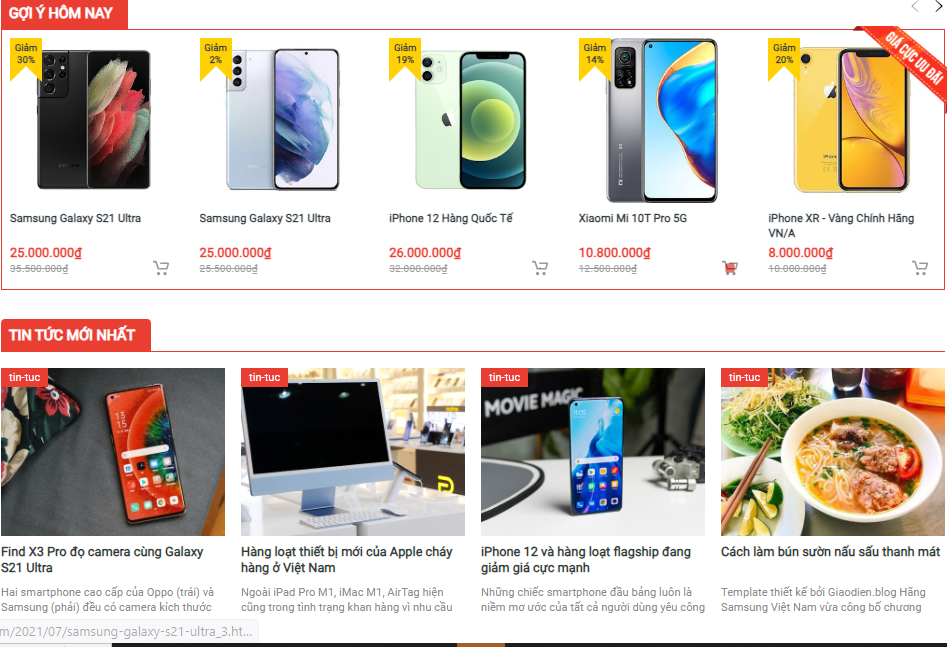 GỢI Ý HÔM NAY
GIÁ CỰC ƯU ĐÃI
Giảm
30%
Giảm
2%
Giảm
19%
Giảm
14%
Giảm
20%
Samsung Galaxy S21 Ultra
Samsung Galaxy S21 Ultra
iPhone 12 Hàng Quốc Tế
Xiaomi Mi 10T Pro 5G
iPhone XR - Vàng Chính Hãng
VN/A
25.000.000₫
25.000.000₫
26.000.000₫
10.800.000₫
8.000.000₫
35.500.000₫
25.500.000₫
32.000.000₫
12.500.000₫
10.000.000₫
TIN TỨC MỚI NHẤT
tin-tuc
tin-tuc
tin-tuc
tin-tuc
MOVIE MAGIC
13
15
11:05
Find X3 Pro đọ camera cùng Galaxy
S21 Ultra
Hàng loạt thiết bị mới của Apple cháy
hàng ở Việt Nam
iPhone 12 và hàng loạt flagship đang
giảm giá cực mạnh
Cách làm bún sườn nấu sấu thanh mát
Hai smartphone cao cấp của Oppo (trái) và
Samsung (phải) đều có camera kích thước
Ngoài iPad Pro M1, iMac M1, AirTag hiện
cũng trong tình trạng khan hàng vì nhu cầu
Những chiếc smartphone đầu bảng luôn là
niềm mơ ước của tất cả người dùng yêu công
Template thiết kế bởi Giaodien.blog Hãng
Samsung Việt Nam vừa công bố chương
m/2021/07/samsung-galaxy-s21-ultra_3.ht...